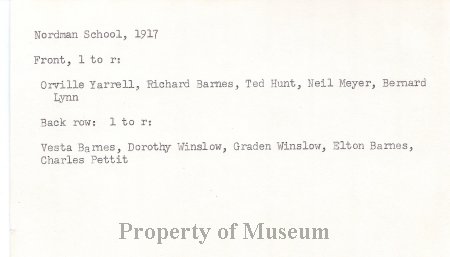 Nordman School, 1917
Front, l to r:
Orville Yarrell, Richard Barnes, Ted Hunt, Neil Meyer, Bernard
Lynn
Back row: l to r:
Vesta Barnes, Dorothy Winslow, Graden Winslow, Elton Barnes,
Charles Pettit
Property of Museum